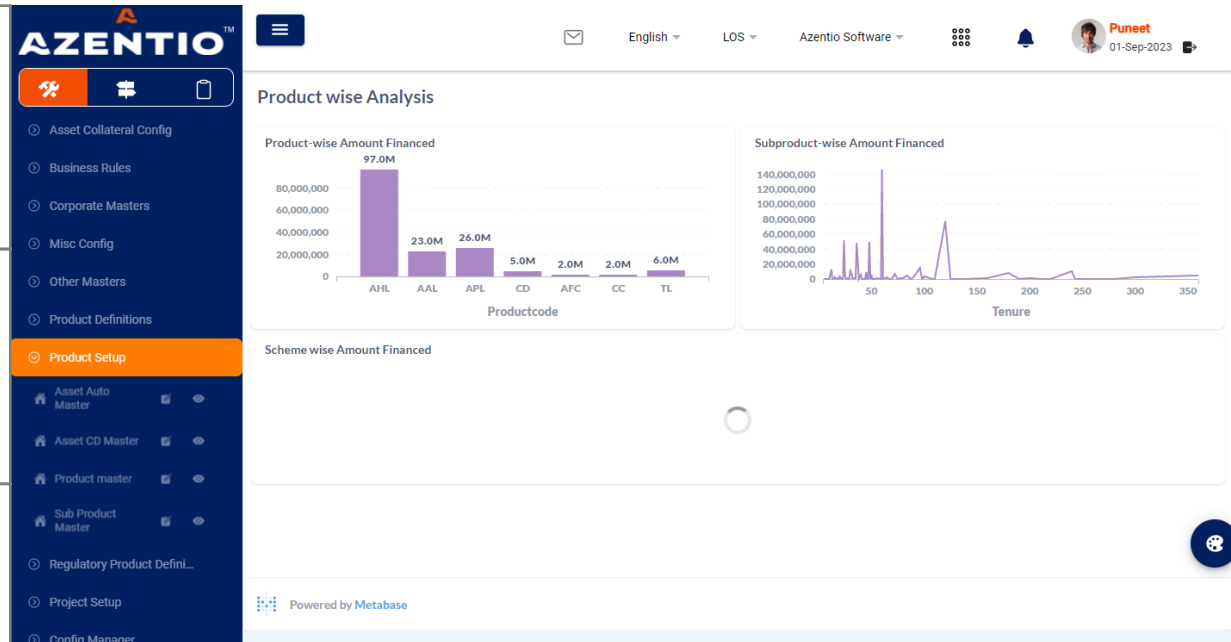 AZENTIO™
English
LOS
Azentio Software
Puneet
01-Sep-2023
Asset Collateral Config
Business Rules
Corporate Masters
Misc Config
Other Masters
Product Definitions
Product Setup
Asset Auto
Master
Asset CD Master
Product master
Sub Product
Master
Regulatory Product Defini...
Project Setup
Config Manager
Product wise Analysis
Product-wise Amount Financed
97.0M
80,000,000
60,000,000
40,000,000
20,000,000
0
23.0M
26.0M
5.0M
2.0M
2.0M
6.0M
AHL
AAL
APL
CD
AFC
CC
TL
Productcode
Subproduct-wise Amount Financed
140,000,000
120,000,000
100,000,000
80,000,000
60,000,000
40,000,000
20,000,000
0
50
100
150
200
250
300
350
Tenure
Scheme wise Amount Financed
Powered by Metabase